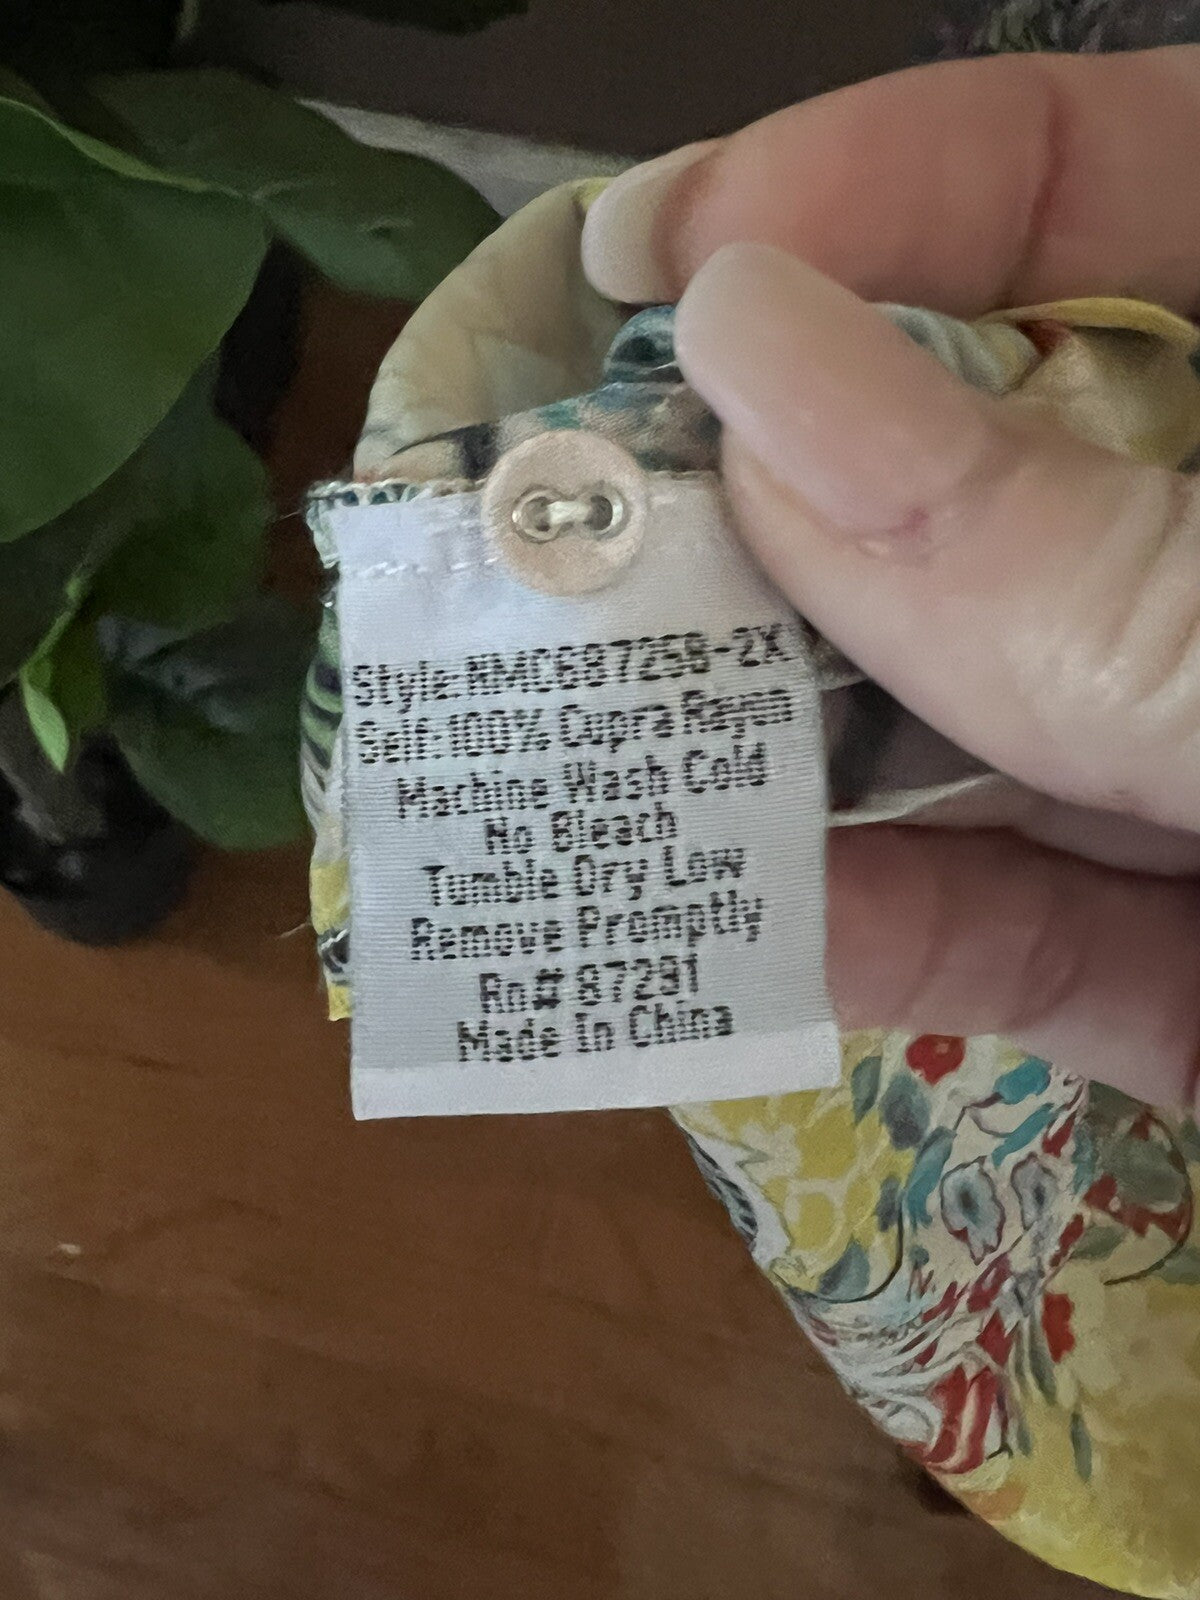 Style: NMC687258-2X
Self: 100% Cupra Rayon
Machine Wash Cold
No Bleach
Tumble Dry, Low
Remove Promptly
Rn# 87291
Made In China